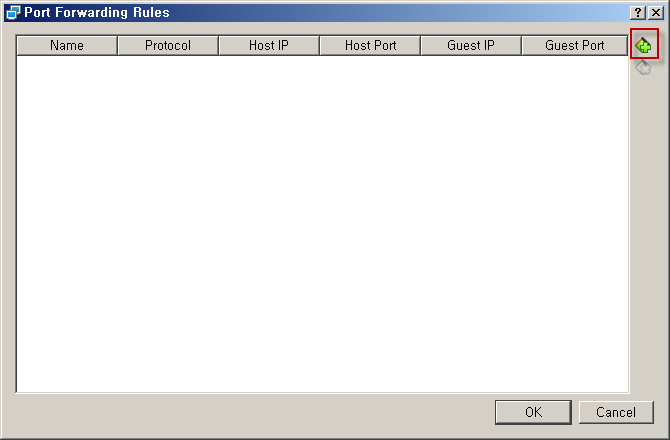 Port Forwarding Rules
Name Protocol Host IP Host Port Guest IP Guest Port
OK Cancel